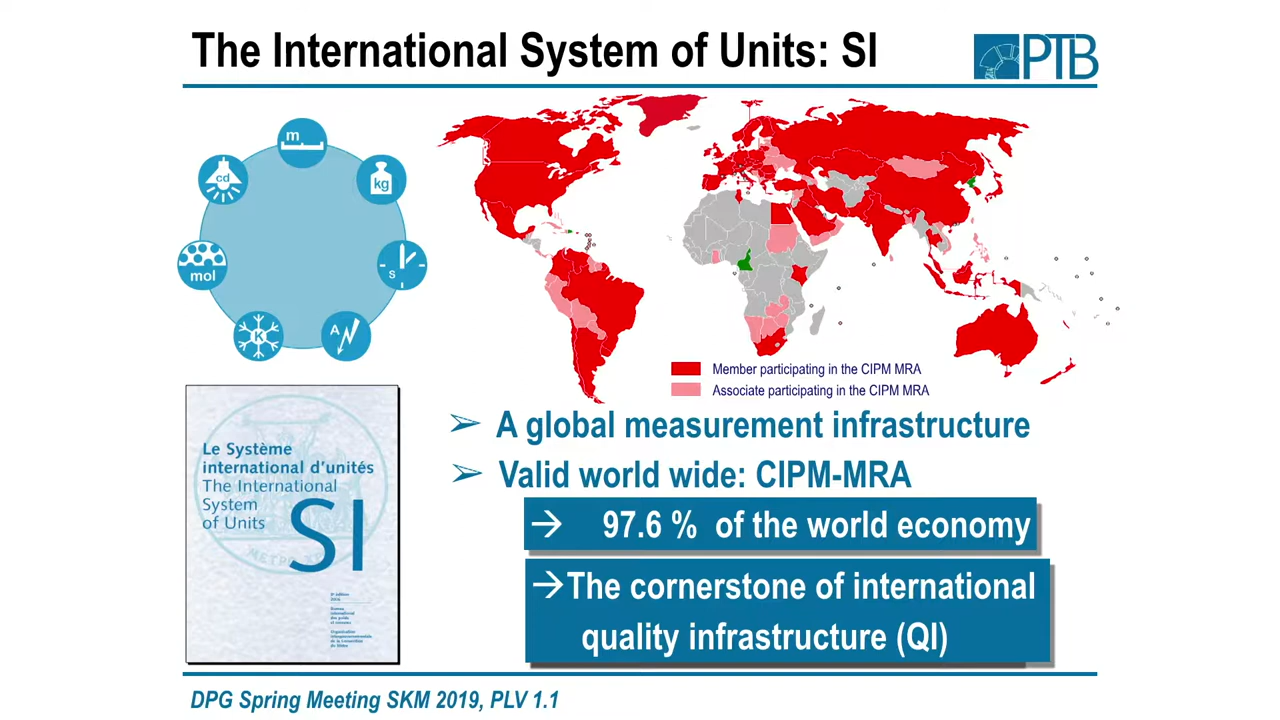 The International System of Units: SI
PTB
m
cd
kg
mol
s
K
A
Member participating in the CIPM MRA
Associate participating in the CIPM MRA
Le Système
international d'unités
The International
System
of Units
SI
➢ A global measurement infrastructure
➢ Valid world wide: CIPM-MRA
→ 97.6 % of the world economy
→The cornerstone of international
quality infrastructure (QI)
DPG Spring Meeting SKM 2019, PLV 1.1